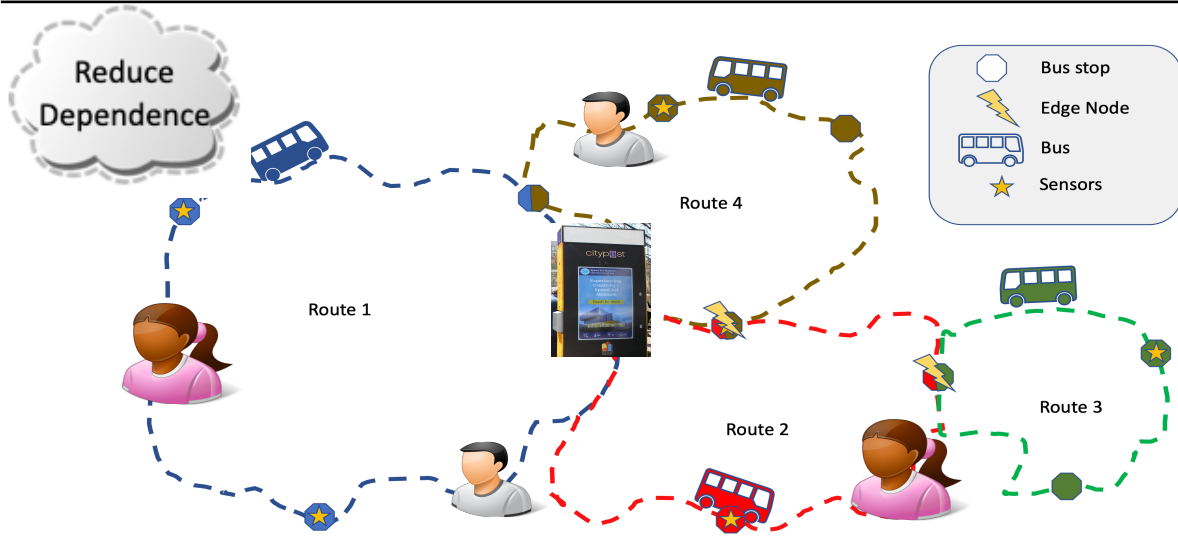 Reduce
Dependence
Bus stop
Edge Node
Bus
Sensors
Route 4
citypost
Route 1
Route 3
Route 2